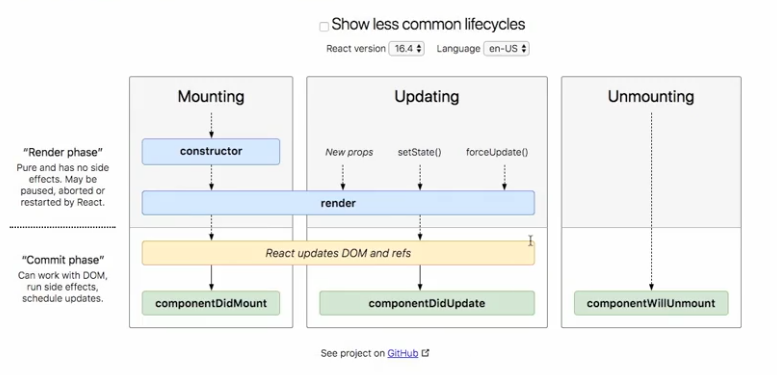 Show less common lifecycles
React version 16.4 Language en-US
Mounting Updating Unmounting
"Render phase"
Pure and has no side
effects. May be
paused, aborted or
restarted by React.
constructor New props setState() forceUpdate()
render
"Commit phase"
Can work with DOM,
run side effects,
schedule updates.
React updates DOM and refs
componentDidMount componentDidUpdate componentWillUnmount
See project on GitHub